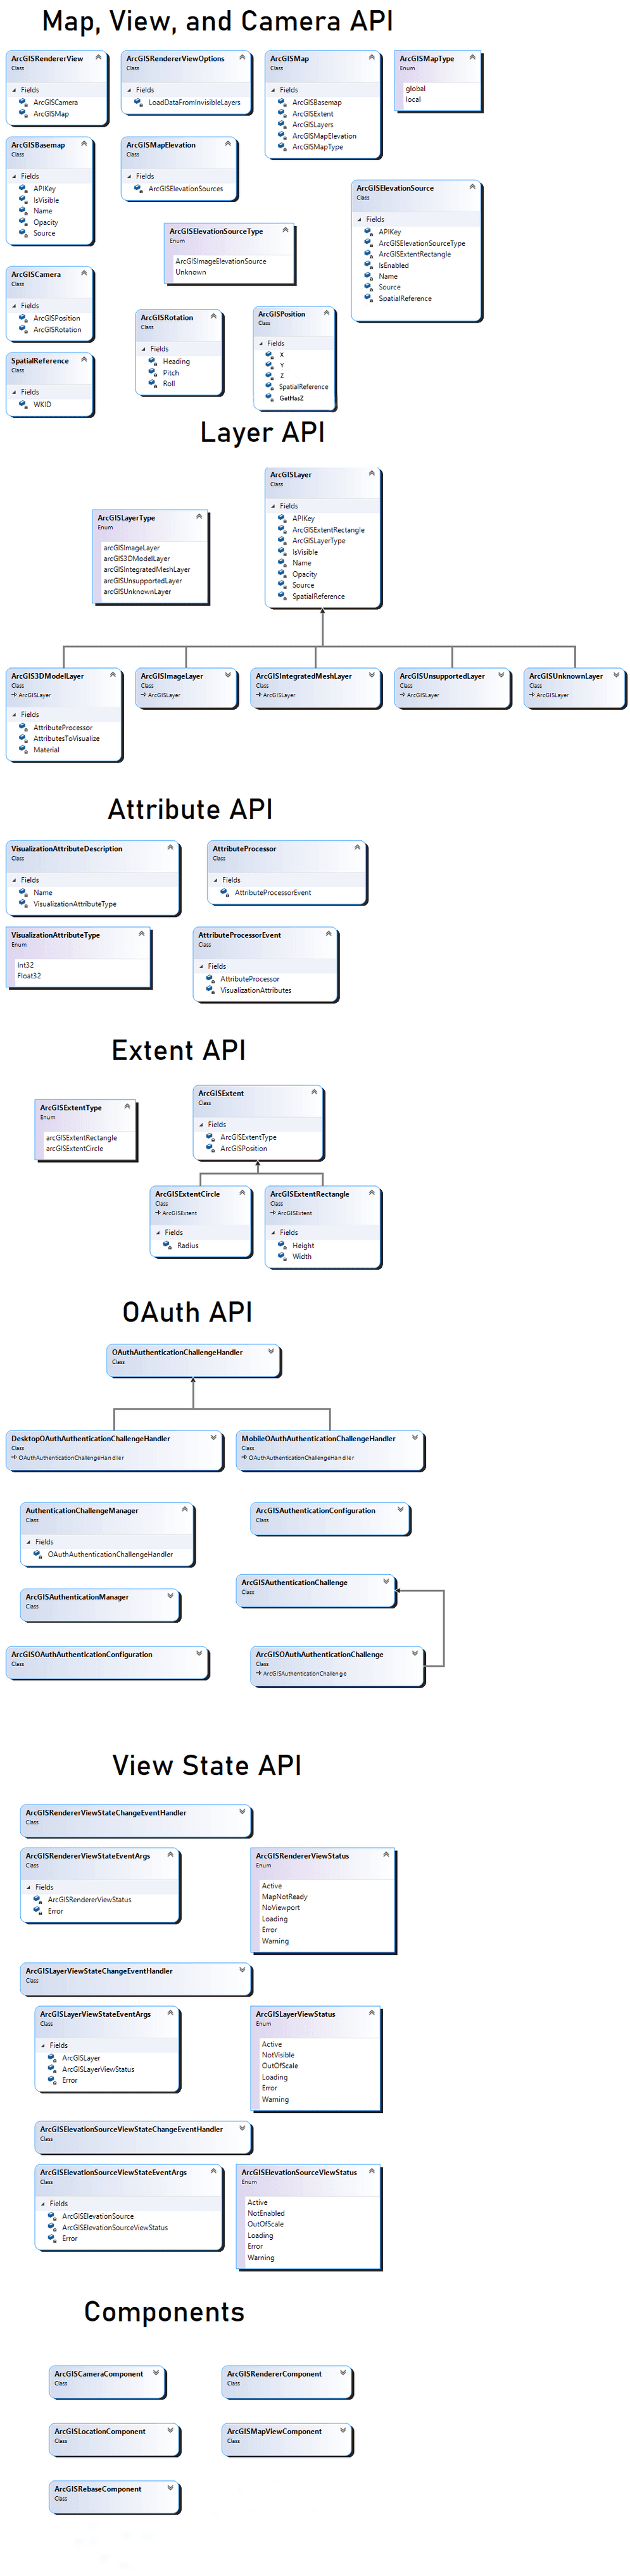 Map, View, and Camera API
ArcGISRendererView
Class
Fields
ArcGISCamera
ArcGISMap
ArcGISRendererViewOptions
Class
Fields
LoadDataFromInvisibleLayers
ArcGISMap
Class
Fields
ArcGISBasemap
ArcGISExtent
ArcGISLayers
ArcGISMapElevation
ArcGISMapType
ArcGISMapType
Enum
global
local
ArcGISBasemap
Class
Fields
APIKey
IsVisible
Name
Opacity
Source
ArcGISMapElevation
Class
Fields
ArcGISElevationSources
ArcGISElevationSource
Class
Fields
APIKey
ArcGISElevationSourceType
ArcGISExtentRectangle
IsEnabled
Name
Source
SpatialReference
ArcGISElevationSourceType
Enum
ArcGISImageElevationSource
Unknown
ArcGISCamera
Class
Fields
ArcGISPosition
ArcGISRotation
ArcGISRotation
Class
Fields
Heading
Pitch
Roll
ArcGISPosition
Class
Fields
X
Y
Z
SpatialReference
GetHasZ
SpatialReference
Class
Fields
WKID
Layer API
ArcGISLayer
Class
Fields
APIKey
ArcGISExtentRectangle
ArcGISLayerType
IsVisible
Name
Opacity
Source
SpatialReference
ArcGISLayerType
Enum
arcGISImageLayer
arcGIS3DModelLayer
arcGISIntegratedMeshLayer
arcGISUnsupportedLayer
arcGISUnknownLayer
ArcGIS3DModelLayer
Class
ArcGISLayer
Fields
AttributeProcessor
AttributesToVisualize
Material
ArcGISImageLayer
Class
ArcGISLayer
ArcGISIntegratedMeshLayer
Class
ArcGISLayer
ArcGISUnsupportedLayer
Class
ArcGISLayer
ArcGISUnknownLayer
Class
ArcGISLayer
Attribute API
VisualizationAttributeDescription
Class
Fields
Name
VisualizationAttributeType
AttributeProcessor
Class
Fields
AttributeProcessorEvent
VisualizationAttributeType
Enum
Int32
Float32
AttributeProcessorEvent
Class
Fields
AttributeProcessor
VisualizationAttributes
Extent API
ArcGISExtentType
Enum
arcGISExtentRectangle
arcGISExtentCircle
ArcGISExtent
Class
Fields
ArcGISExtentType
ArcGISPosition
ArcGISExtentCircle
Class
ArcGISExtent
Fields
Radius
ArcGISExtentRectangle
Class
ArcGISExtent
Fields
Height
Width
OAuth API
OAuthAuthenticationChallengeHandler
Class
DesktopOAuthAuthenticationChallengeHandler
Class
OAuthAuthenticationChallengeHandler
MobileOAuthAuthenticationChallengeHandler
Class
OAuthAuthenticationChallengeHandler
AuthenticationChallengeManager
Class
Fields
OAuthAuthenticationChallengeHandler
ArcGISAuthenticationConfiguration
Class
ArcGISAuthenticationManager
Class
ArcGISAuthenticationChallenge
Class
ArcGISOAuthAuthenticationConfiguration
Class
ArcGISOAuthAuthenticationChallenge
Class
ArcGISAuthenticationChallenge
View State API
ArcGISRendererViewStateChangeEventHandler
Class
ArcGISRendererViewStateEventArgs
Class
Fields
ArcGISRendererViewStatus
Error
ArcGISRendererViewStatus
Enum
Active
MapNotReady
NoViewport
Loading
Error
Warning
ArcGISLayerViewStateChangeEventHandler
Class
ArcGISLayerViewStateEventArgs
Class
Fields
ArcGISLayer
ArcGISLayerViewStatus
Error
ArcGISLayerViewStatus
Enum
Active
NotVisible
OutOfScale
Loading
Error
Warning
ArcGISElevationSourceViewStateChangeEventHandler
Class
ArcGISElevationSourceViewStateEventArgs
Class
Fields
ArcGISElevationSource
ArcGISElevationSourceViewStatus
Error
ArcGISElevationSourceViewStatus
Enum
Active
NotEnabled
OutOfScale
Loading
Error
Warning
Components
ArcGISCameraComponent
Class
ArcGISRendererComponent
Class
ArcGISLocationComponent
Class
ArcGISMapViewComponent
Class
ArcGISRebaseComponent
Class